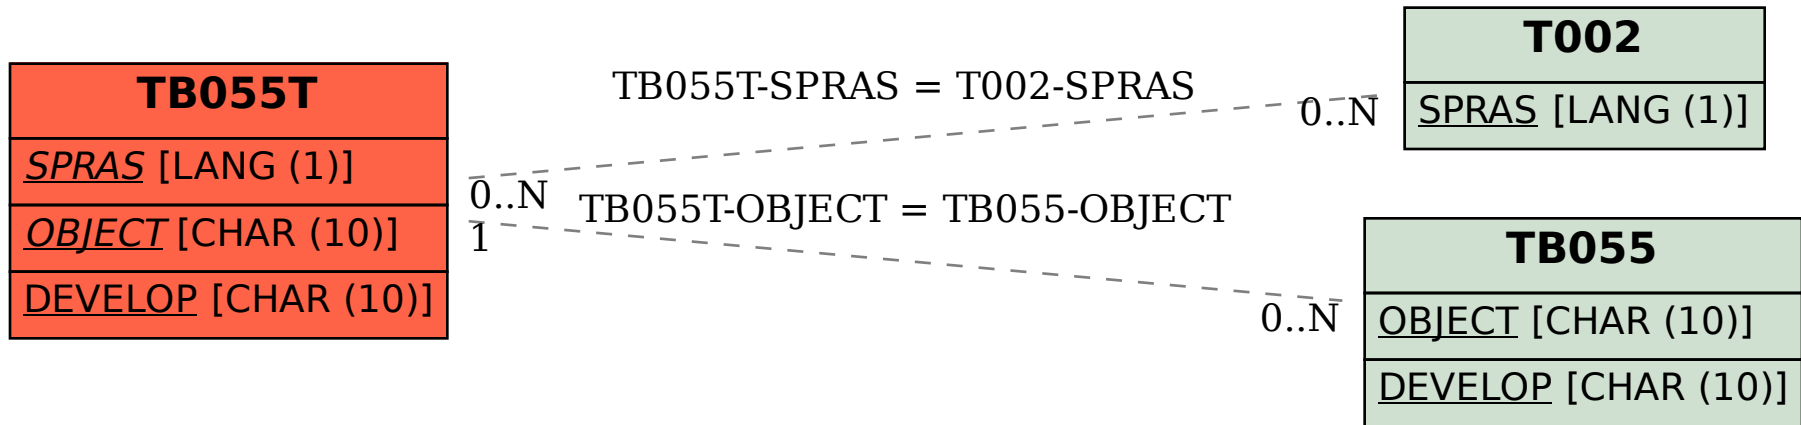 TB055T
SPRAS [LANG (1)]
OBJECT [CHAR (10)]
DEVELOP [CHAR (10)]
TB055T-SPRAS = T002-SPRAS
0..N
0..N
TB055T-OBJECT = TB055-OBJECT
1
0..N
T002
SPRAS [LANG (1)]
TB055
OBJECT [CHAR (10)]
DEVELOP [CHAR (10)]